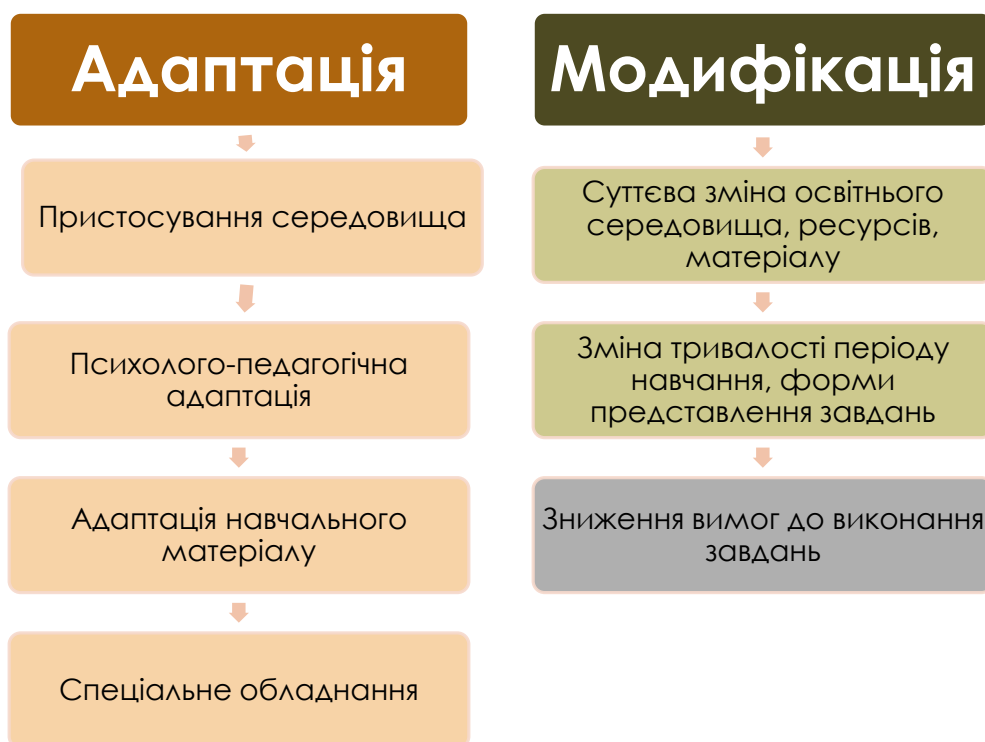 Адаптація
Пристосування середовища
Психолого-педагогічна
адаптація
Адаптація навчального
матеріалу
Спеціальне обладнання
Модифікація
Суттєва зміна освітнього
середовища, ресурсів,
матеріалу
Зміна тривалості періоду
навчання, форми
представлення завдань
Зниження вимог до виконання
завдань